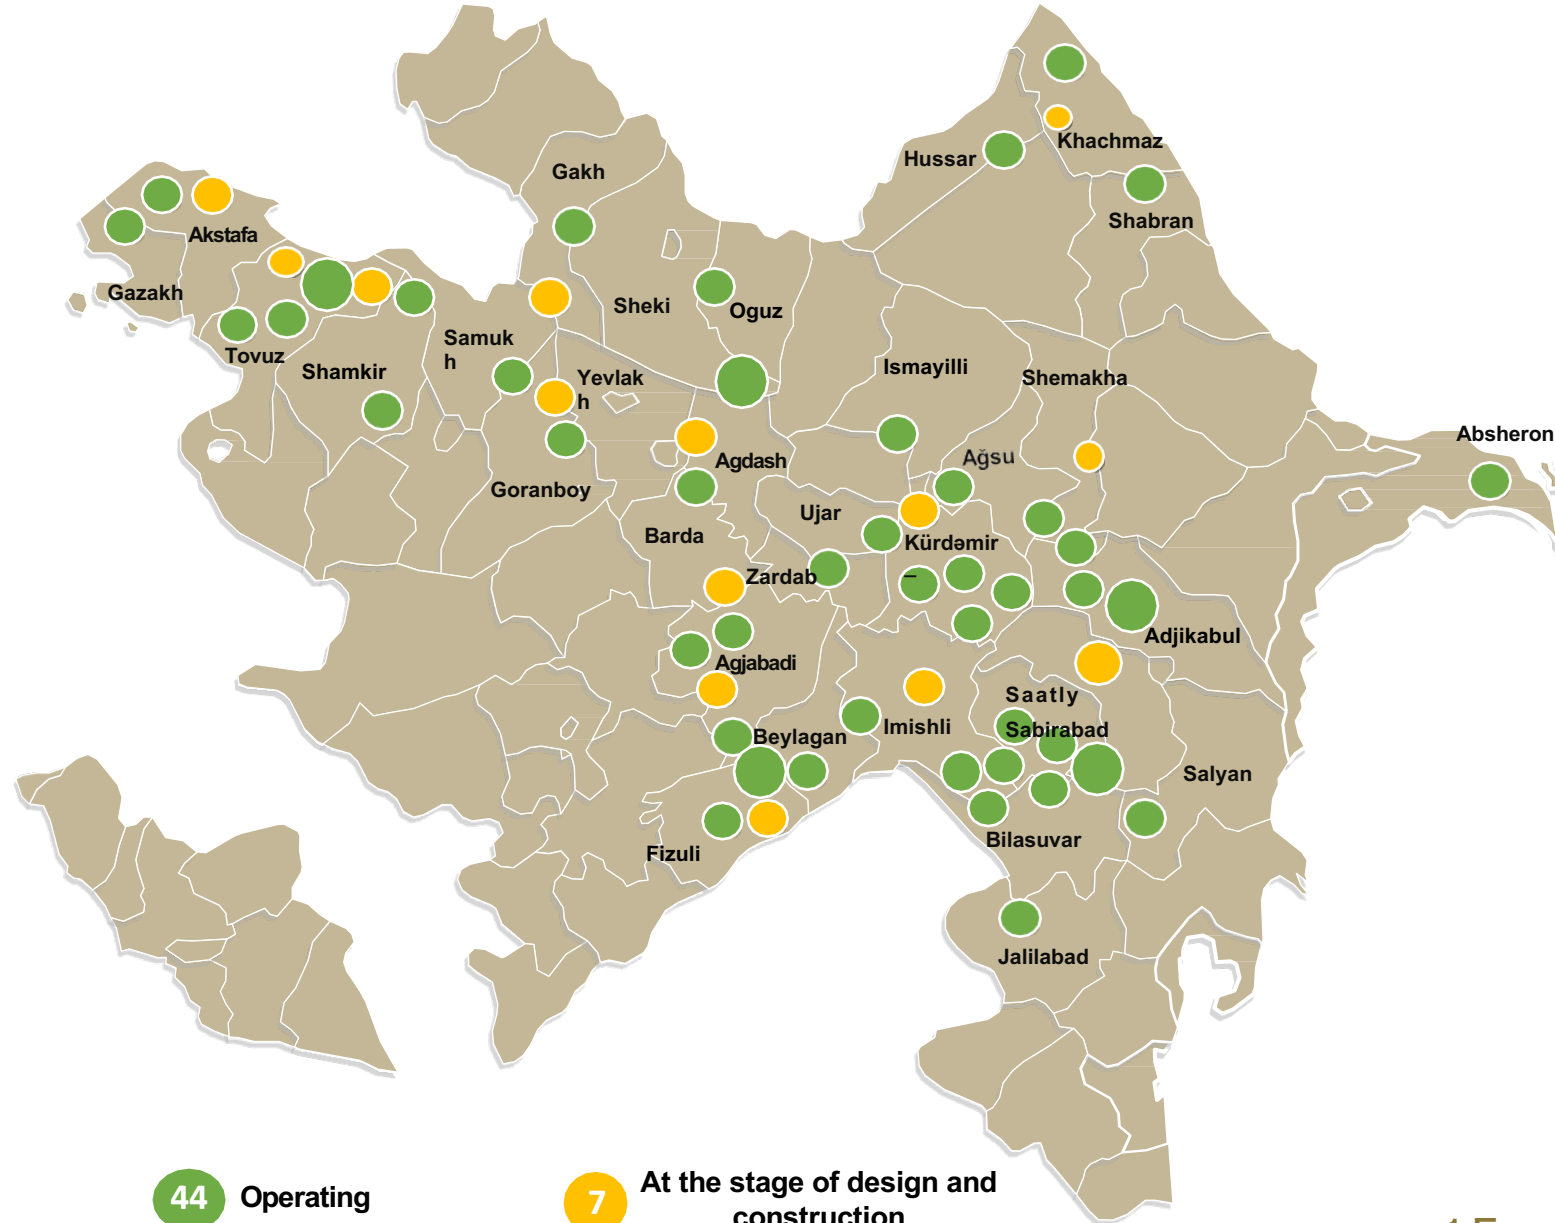 Khachmaz
Hussar
Gakh
Shabran
Akstafa
Gazakh
Sheki
Oguz
Samuk
h
Tovuz
Shamkir
Ismayilli
Yevlak
h
Shemakha
Absheron
Ağsu
Agdash
Goranboy
Ujar
Barda
Kürdəmir
–
Zardab
Adjikabul
Agjabadi
Saatly
Imishli
Sabirabad
Beylagan
Salyan
Bilasuvar
Fizuli
Jalilabad
44 Operating
7 At the stage of design and
construction
15